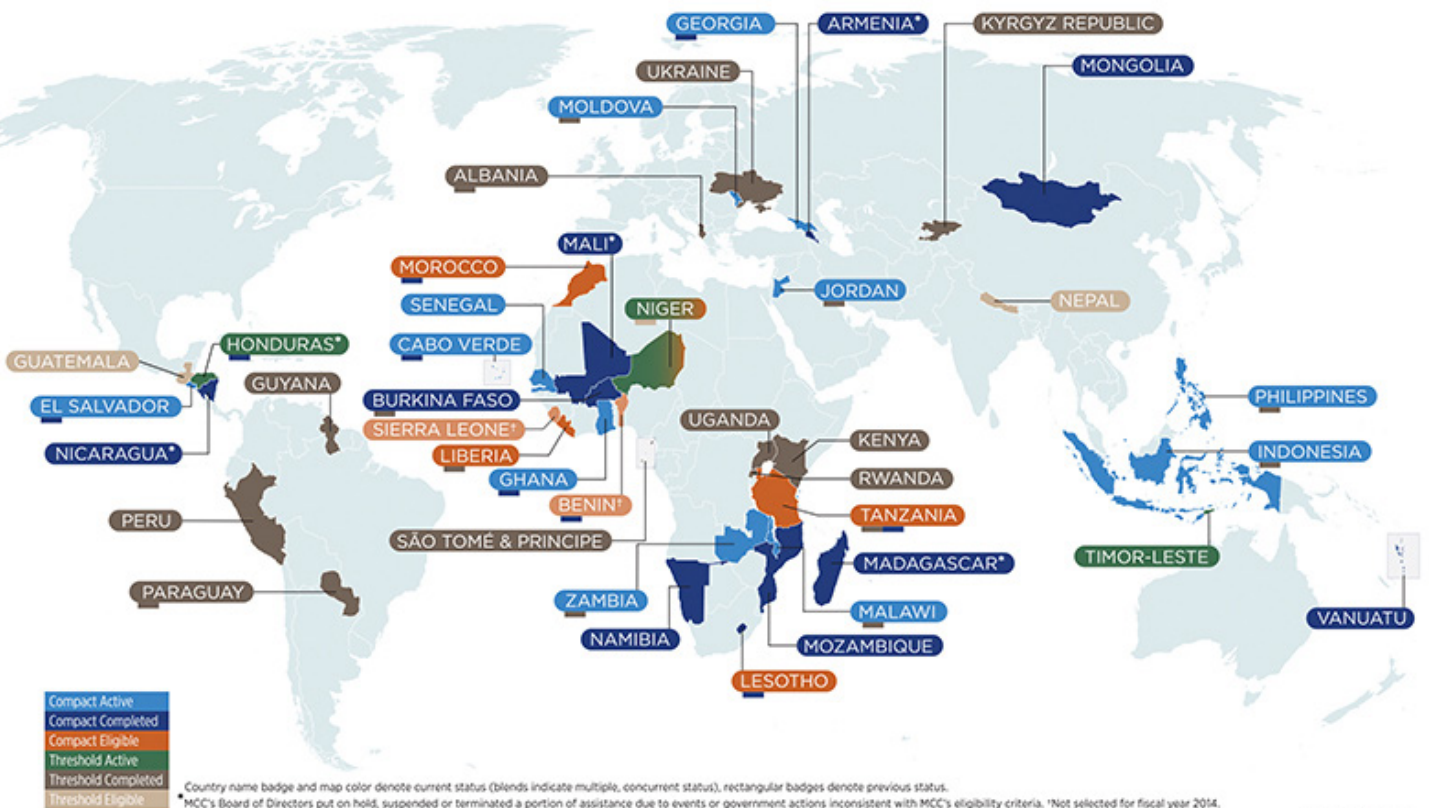 GEORGIA
ARMENIA*
KYRGYZ REPUBLIC
UKRAINE
MONGOLIA
MOLDOVA
ALBANIA
MALI*
MOROCCO
SENEGAL
NIGER
JORDAN
NEPAL
CABO VERDE
HONDURAS*
GUATEMALA
GUYANA
EL SALVADOR
BURKINA FASO
PHILIPPINES
SIERRA LEONE†
UGANDA
KENYA
NICARAGUA*
LIBERIA
INDONESIA
GHANA
RWANDA
BENIN†
TANZANIA
PERU
SÃO TOMÉ & PRINCIPE
TIMOR-LESTE
MADAGASCAR*
PARAGUAY
ZAMBIA
MALAWI
VANUATU
NAMIBIA
MOZAMBIQUE
LESOTHO
Compact Active
Compact Completed
Compact Eligible
Threshold Active
Threshold Completed
Threshold Eligible
Country name badge and map color denote current status (blends indicate multiple, concurrent status), rectangular badges denote previous status.
*MCC's Board of Directors put on hold, suspended or terminated a portion of assistance due to events or government actions inconsistent with MCC's eligibility criteria. †Not selected for fiscal year 2014.